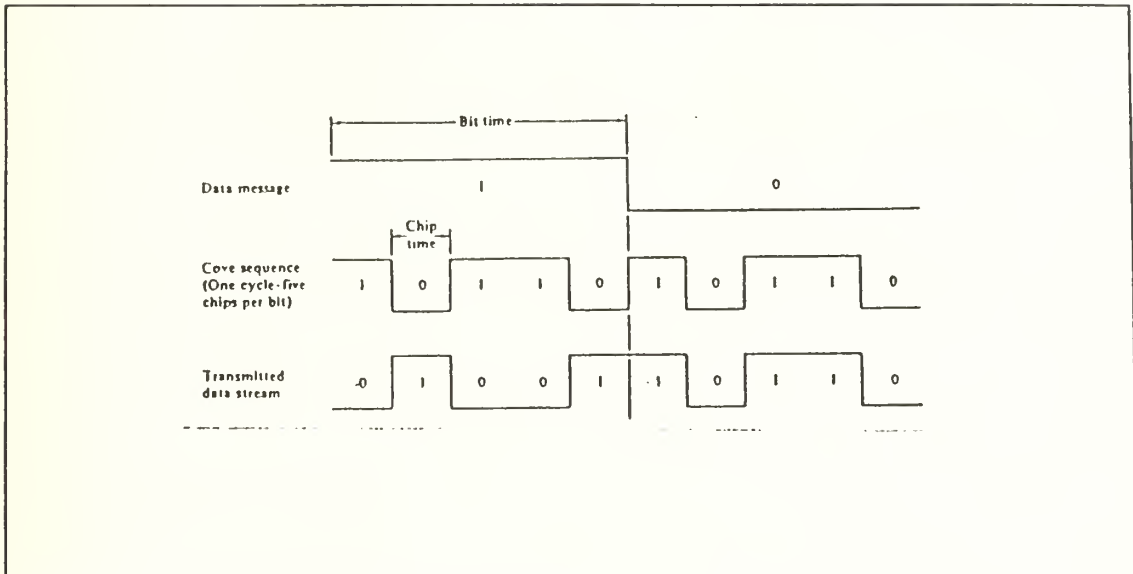 Bit time
Data message 1 0
Chip
time
Cove sequence
(One cycle-five
chips per bit)
1 0 1 1 0 1 0 1 1 0
Transmitted
data stream
-0 1 0 0 1 -1 0 1 1 0